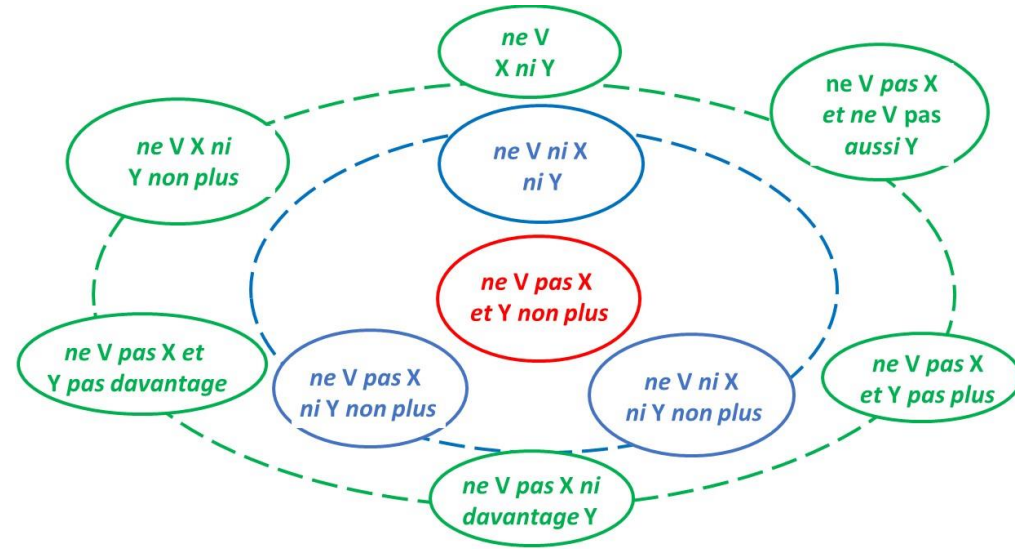 ne V
X ni Y
ne V pas X
et ne V pas
aussi Y
ne V X ni
Y non plus
ne V ni X
ni Y
ne V pas X
et Y non plus
ne V pas X et
Y pas davantage
ne V pas X
ni Y non plus
ne V ni X
ni Y non plus
ne V pas X
et Y pas plus
ne V pas X ni
davantage Y